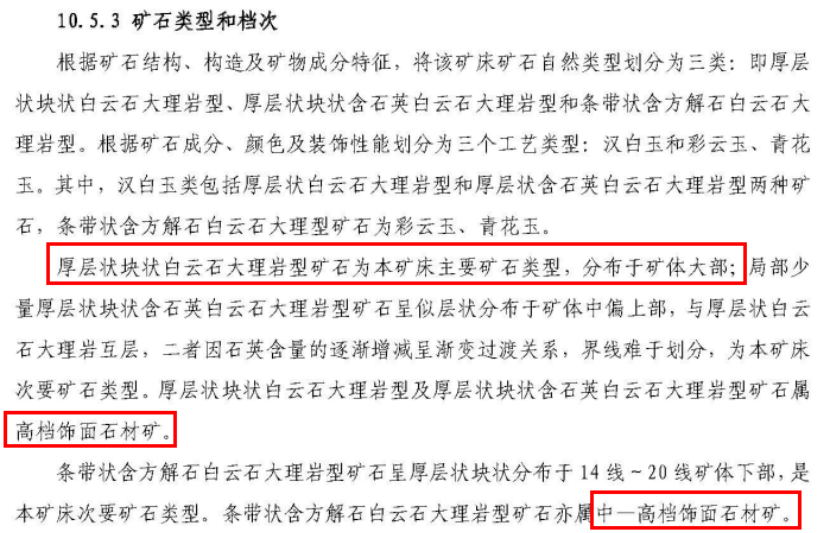 10.5.3 矿石类型和档次
根据矿石结构、构造及矿物成分特征，将该矿床矿石自然类型划分为三类：即厚层
状块状白云石大理岩型、厚层状块状含石英白云石大理岩型和条带状含方解石白云石大
理岩型。根据矿石成分、颜色及装饰性能划分为三个工艺类型：汉白玉和彩云玉、青花
玉。其中，汉白玉类包括厚层状白云石大理岩型和厚层状含石英白云石大理岩型两种矿
石，条带状含方解石白云石大理型矿石为彩云玉、青花玉。
厚层状块状白云石大理岩型矿石为本矿床主要矿石类型，分布于矿体大部；局部少
量厚层状块状含石英白云石大理岩型矿石呈似层状分布于矿体中偏上部，与厚层状白云
石大理岩互层，二者因石英含量的逐渐增减呈渐变过渡关系，界线难于划分，为本矿床
次要矿石类型。厚层状块状白云石大理岩型及厚层状块状含石英白云石大理岩型矿石属
高档饰面石材矿。
条带状含方解石白云石大理岩型矿石呈厚层状块状分布于 14 线～20 线矿体下部，是
本矿床次要矿石类型。条带状含方解石白云石大理岩型矿石亦属中—高档饰面石材矿。